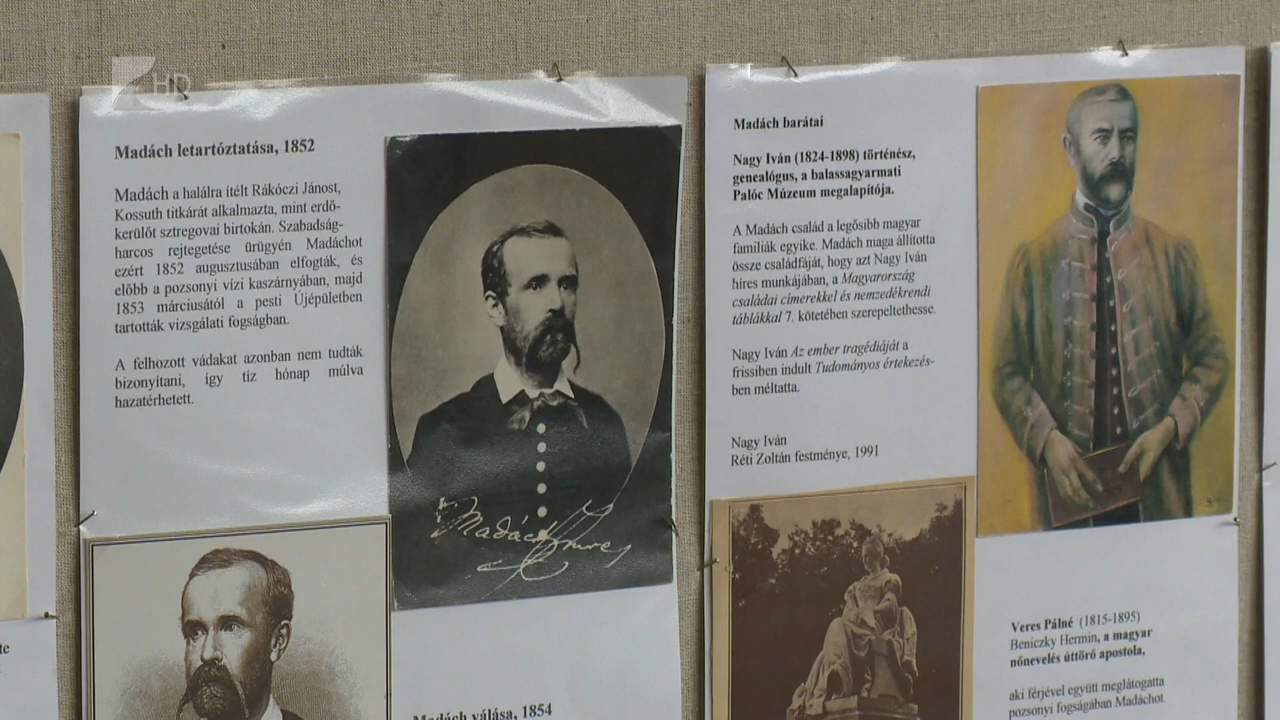 HD
Madách letartóztatása, 1852
Madách a halálra ítélt Rákóczi Jánost,
Kossuth titkárát alkalmazta, mint erdő-
kerülőt sztregovai birtokán. Szabadság-
harcos rejtegetése ürügyén Madáchot
ezért 1852 augusztusában elfogták, és
előbb a pozsonyi vízi kaszárnyában, majd
1853 márciusától a pesti Újépületben
tartották vizsgálati fogságban.
A felhozott vádakat azonban nem tudták
bizonyítani, így tíz hónap múlva
hazatérhetett.
Madách Imre
Madách válása, 1854
Madách barátai
Nagy Iván (1824-1898) történész,
genealógus, a balassagyarmati
Palóc Múzeum megalapítója.
A Madách család a legősibb magyar
famíliák egyike. Madách maga állította
össze családfáját, hogy azt Nagy Iván
híres munkájában, a Magyarország
családai címerekkel és nemzedékrendi
táblákkal 7. kötetében szerepeltethesse.
Nagy Iván Az ember tragédiáját a
frissiben indult Tudományos értekezés-
ben méltatta.
Nagy Iván
Réti Zoltán festménye, 1991
Veres Pálné (1815-1895)
Beniczky Hermin, a magyar
nőnevelés úttörő apostola,
aki férjével együtt meglátogatta
pozsonyi fogságában Madáchot.